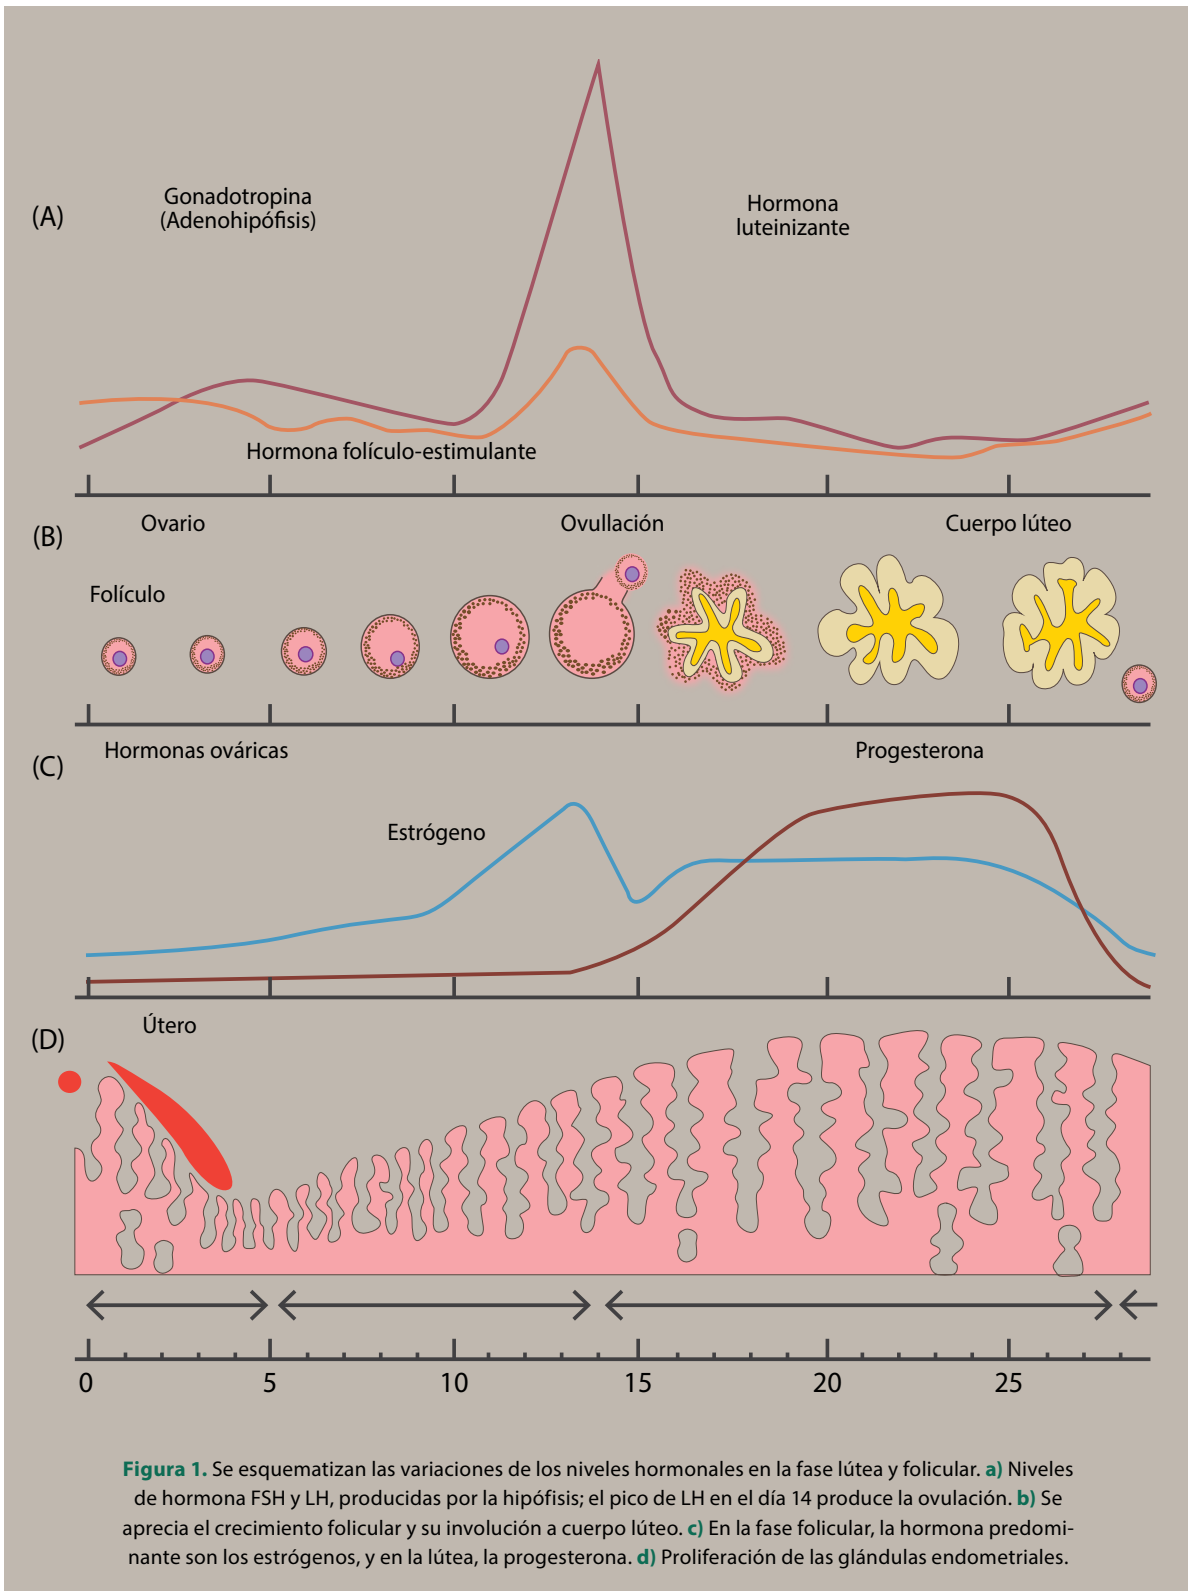 (A)
Gonadotropina
(Adenohipófisis)
Hormona
luteinizante
Hormona folículo-estimulante
(B)
Ovario
Ovullación
Cuerpo lúteo
Folículo
(C)
Hormonas ováricas
Progesterona
Estrógeno
(D)
Útero
0 5 10 15 20 25
Figura 1. Se esquematizan las variaciones de los niveles hormonales en la fase lútea y folicular. a) Niveles
de hormona FSH y LH, producidas por la hipófisis; el pico de LH en el día 14 produce la ovulación. b) Se
aprecia el crecimiento folicular y su involución a cuerpo lúteo. c) En la fase folicular, la hormona predomi-
nante son los estrógenos, y en la lútea, la progesterona. d) Proliferación de las glándulas endometriales.